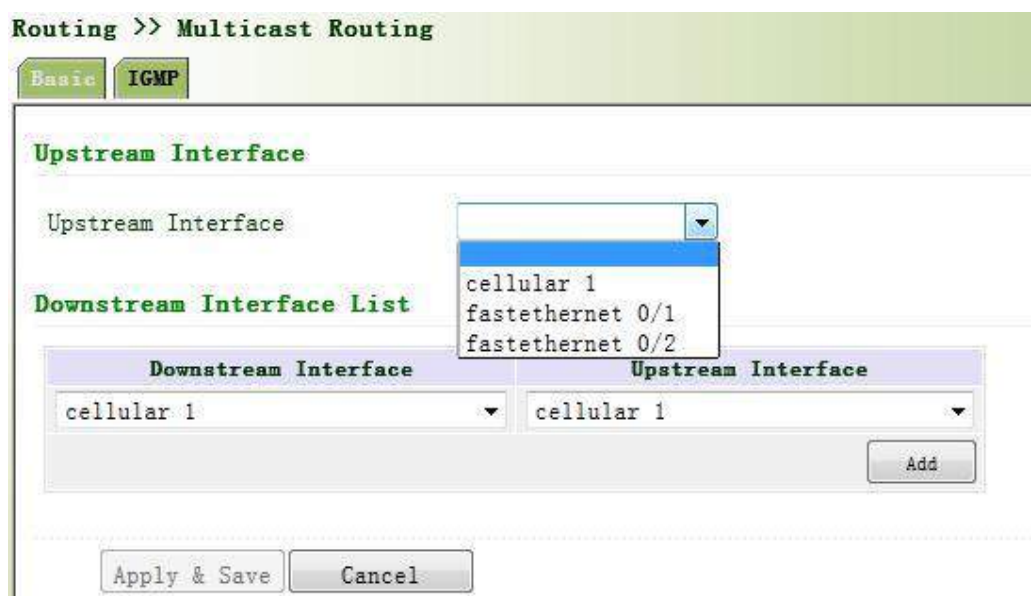 Routing >> Multicast Routing
Basic IGMP
Upstream Interface
Upstream Interface
cellular 1
fastethernet 0/1
fastethernet 0/2
Downstream Interface List
Downstream Interface Upstream Interface
cellular 1 cellular 1
Add
Apply & Save Cancel